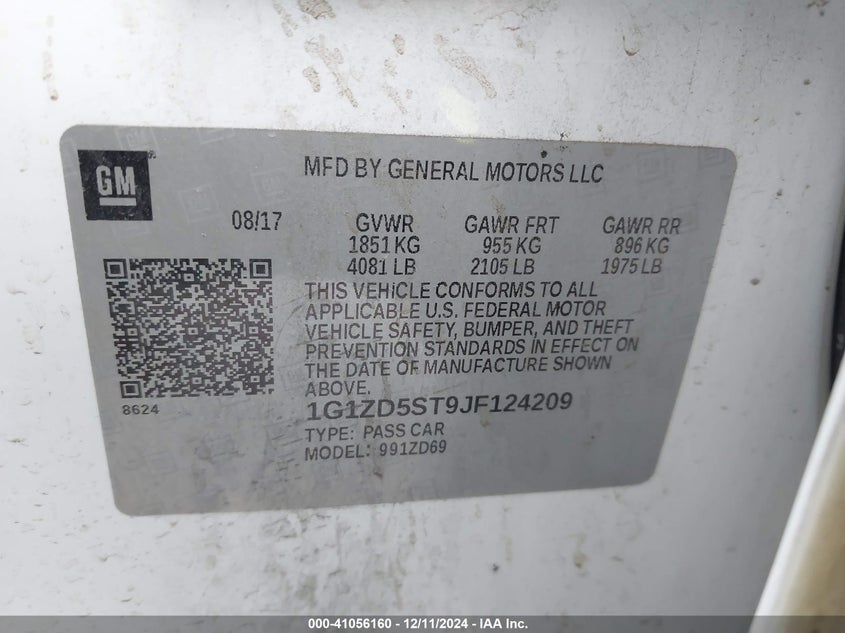 GM
MFD BY GENERAL MOTORS LLC
08/17 GVWR GAWR FRT GAWR RR
1851 KG 955 KG 896 KG
4081 LB 2105 LB 1975 LB
THIS VEHICLE CONFORMS TO ALL
APPLICABLE U.S. FEDERAL MOTOR
VEHICLE SAFETY, BUMPER, AND THEFT
PREVENTION STANDARDS IN EFFECT ON
THE DATE OF MANUFACTURE SHOWN
ABOVE.
8624
1G1ZD5ST9JF124209
TYPE: PASS CAR
MODEL: 991ZD69
000-41056160 - 12/11/2024 - IAA Inc.